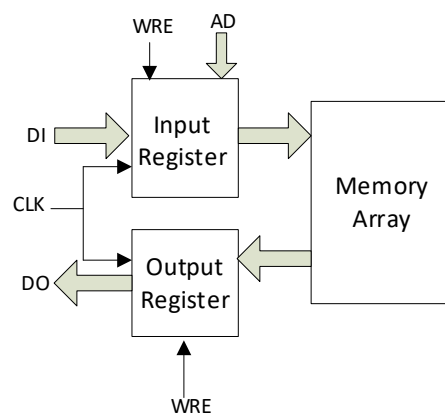 WRE
AD
DI
Input
Register
CLK
Memory
Array
DO
Output
Register
WRE